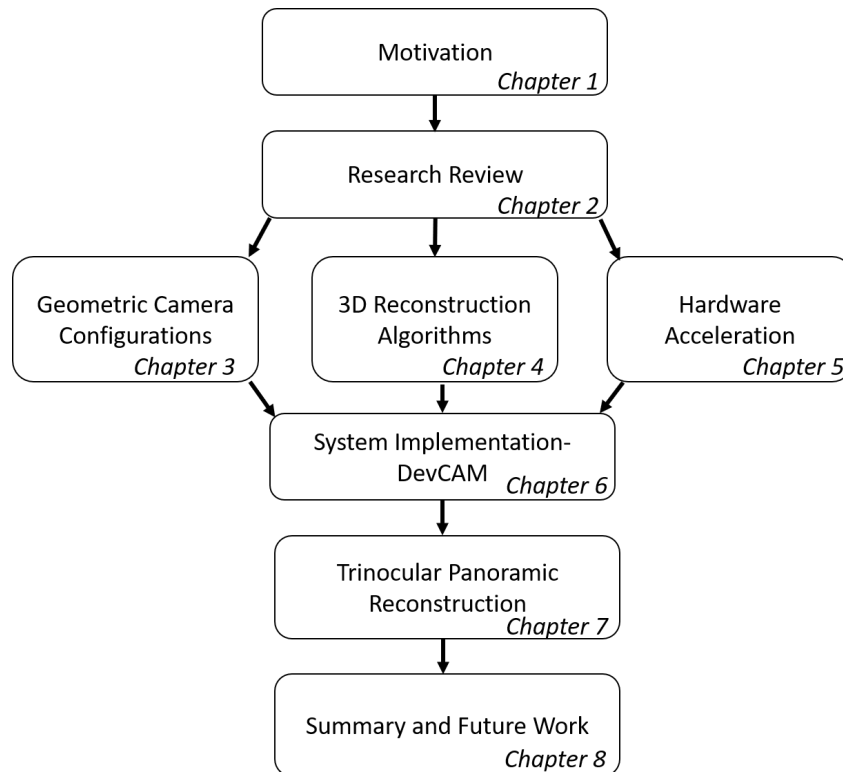 Motivation
Chapter 1
Research Review
Chapter 2
Geometric Camera
Configurations
Chapter 3
3D Reconstruction
Algorithms
Chapter 4
Hardware
Acceleration
Chapter 5
System Implementation-
DevCAM
Chapter 6
Trinocular Panoramic
Reconstruction
Chapter 7
Summary and Future Work
Chapter 8